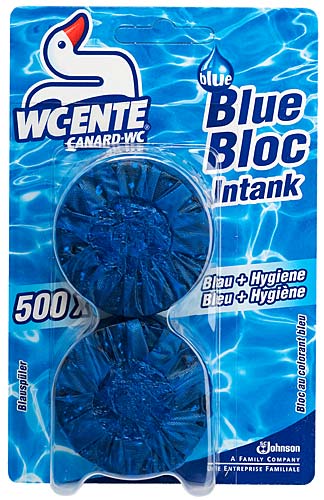 WC-ENTE
CANARD-WC®
blue
Blue
Bloc
Intank
Blau + Hygiene
Bleu + Hygiène
500x
Blauspüler
Bloc au colorant bleu
SC Johnson
A FAMILY COMPANY
UNE ENTREPRISE FAMILIALE